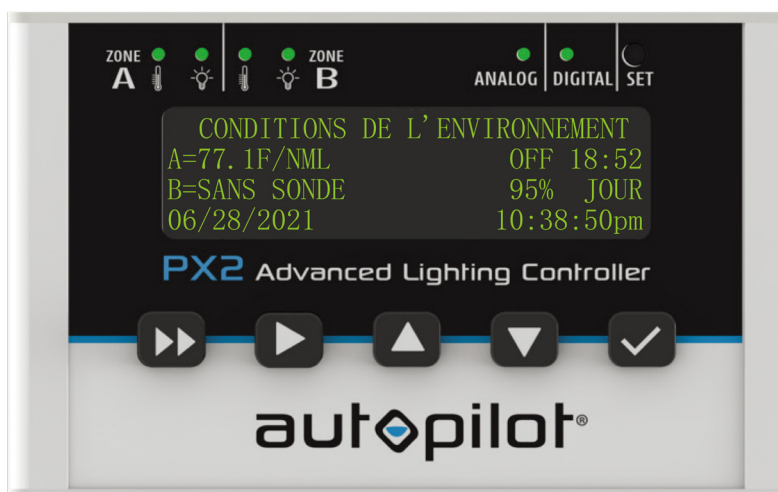 ZONE A ZONE B ANALOG DIGITAL SET
CONDITIONS DE L'ENVIRONNEMENT
A=77.1F/NML OFF 18:52
B=SANS SONDE 95% JOUR
06/28/2021 10:38:50pm
PX2 Advanced Lighting Controller
autopilot®